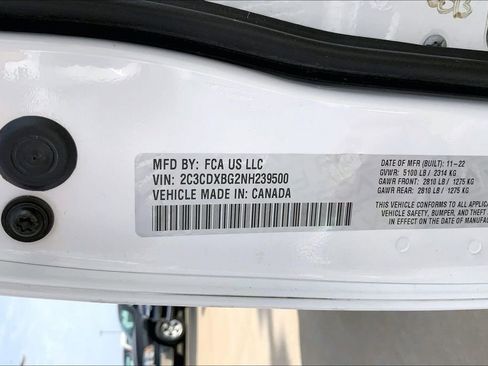 MFD BY: FCA US LLC
VIN: 2C3CDXBG2NH239500
VEHICLE MADE IN: CANADA
DATE OF MFR (BUILT): 11-22
GVWR: 5100 LB / 2314 KG
GAWR FRONT: 2810 LB / 1275 KG
GAWR REAR: 2810 LB / 1275 KG
THIS VEHICLE CONFORMS TO ALL
VEHICLE SAFETY, BUMPER, AND THEFT
IN EFFECT ON THE DATE OF